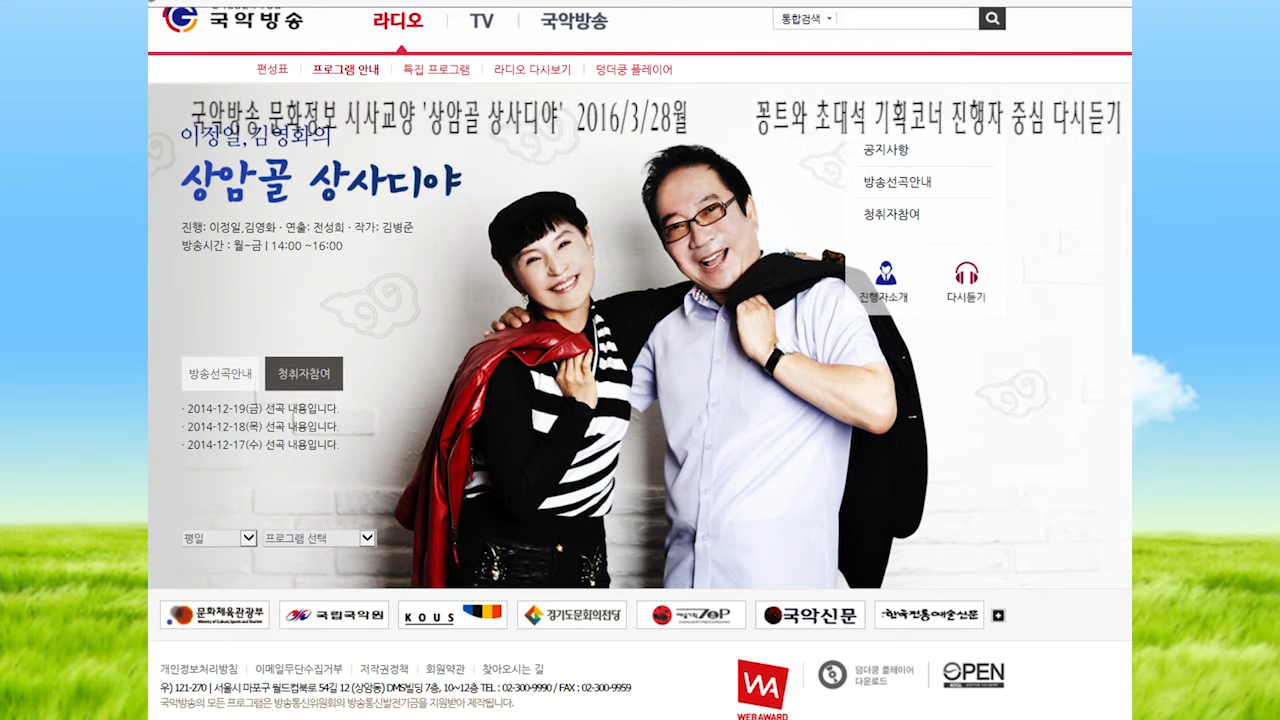 국악방송
라디오
TV
국악방송
통합검색
편성표
프로그램 안내
특집 프로그램
라디오 다시보기
덩더쿵 플레이어
국악방송 문화정보 시사교양 '상암골 상사디야' 2016/3/28월
꽁트와 초대석 기획코너 진행자 중심 다시듣기
이정일, 김영화의
상암골 상사디야
진행: 이정일,김영화 · 연출: 전성희 · 작가: 김병준
방송시간 : 월~금 | 14:00 ~16:00
공지사항
방송선곡안내
청취자참여
진행자소개
다시듣기
방송선곡안내
청취자참여
· 2014-12-19(금) 선곡 내용입니다.
· 2014-12-18(목) 선곡 내용입니다.
· 2014-12-17(수) 선곡 내용입니다.
평일
프로그램 선택
문화체육관광부
Ministry of Culture, Sports and Tourism
국립국악원
KOUS
경기도문화의전당
국악신문
한국전통예술신문
개인정보처리방침
이메일무단수집거부
저작권정책
회원약관
찾아오시는 길
우) 121-270 | 서울시 마포구 월드컵북로 54길 12 (상암동) DMS빌딩 7층, 10~12층 TEL : 02-300-9990 / FAX : 02-300-9959
국악방송의 모든 프로그램은 방송통신위원회의 방송통신발전기금을 지원받아 제작됩니다.
WA
WEB AWARD
덩더쿵 플레이어
다운로드
OPEN